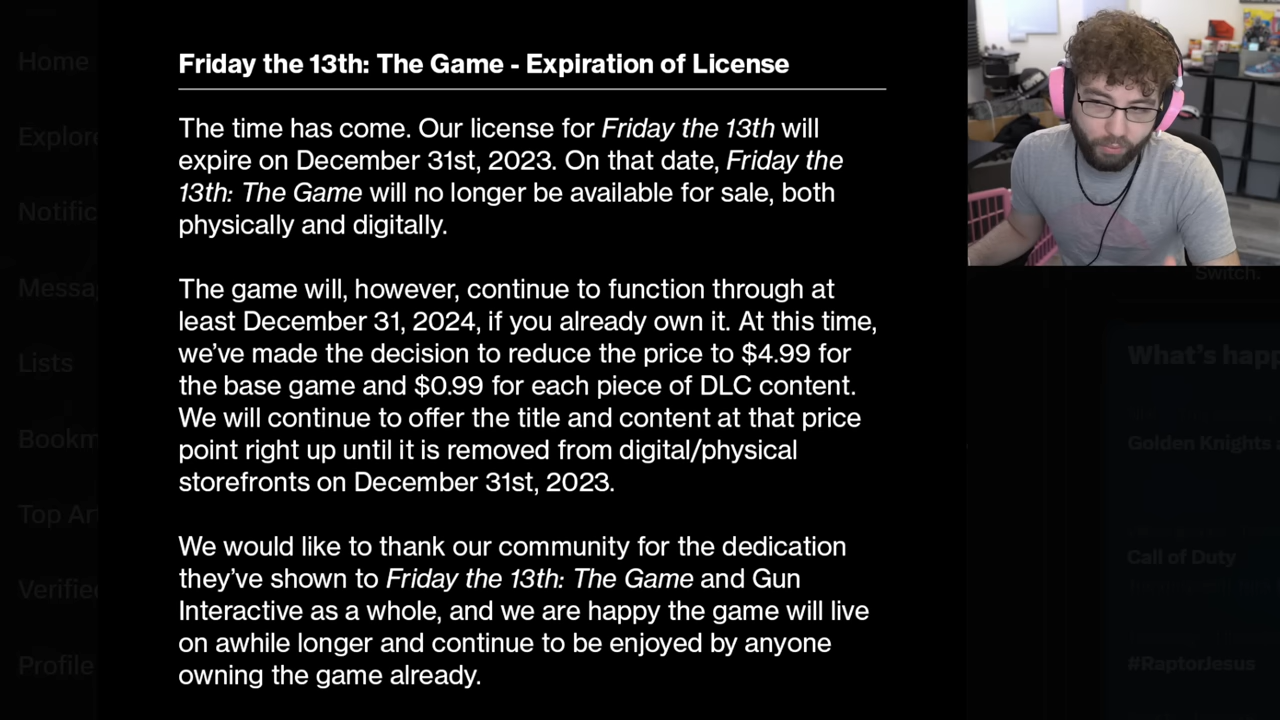 Friday the 13th: The Game - Expiration of License
The time has come. Our license for Friday the 13th will
expire on December 31st, 2023. On that date, Friday the
13th: The Game will no longer be available for sale, both
physically and digitally.
The game will, however, continue to function through at
least December 31, 2024, if you already own it. At this time,
we've made the decision to reduce the price to $4.99 for
the base game and $0.99 for each piece of DLC content.
We will continue to offer the title and content at that price
point right up until it is removed from digital/physical
storefronts on December 31st, 2023.
We would like to thank our community for the dedication
they've shown to Friday the 13th: The Game and Gun
Interactive as a whole, and we are happy the game will live
on awhile longer and continue to be enjoyed by anyone
owning the game already.
Home
Explore
Notific
Messa
Lists
Bookm
Top Art
Verified
Profile
Switch.
What's happ
Golden Knights
Call of Duty
#RaptorJesus